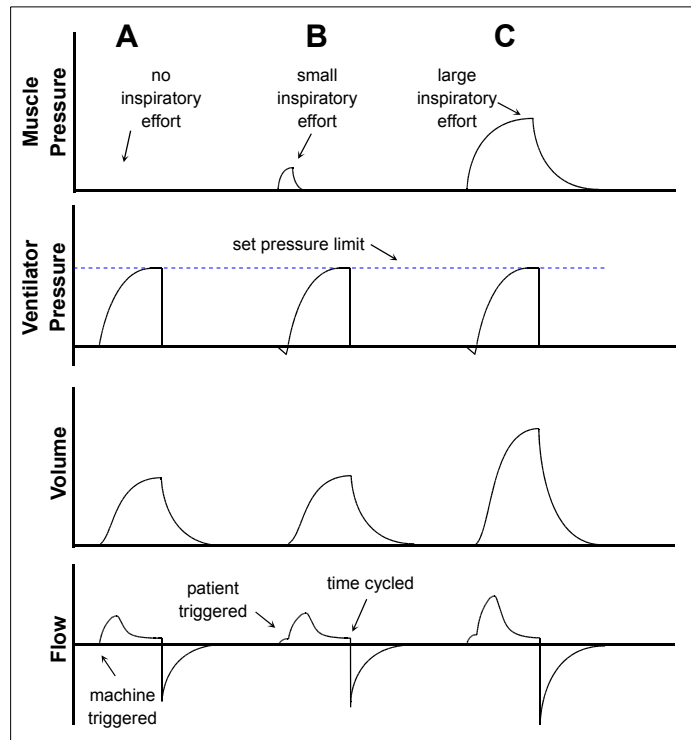 A B C
no
inspiratory
effort
small
inspiratory
effort
large
inspiratory
effort
Muscle
Pressure
set pressure limit
Ventilator
Pressure
Volume
patient
triggered
time cycled
machine
triggered
Flow